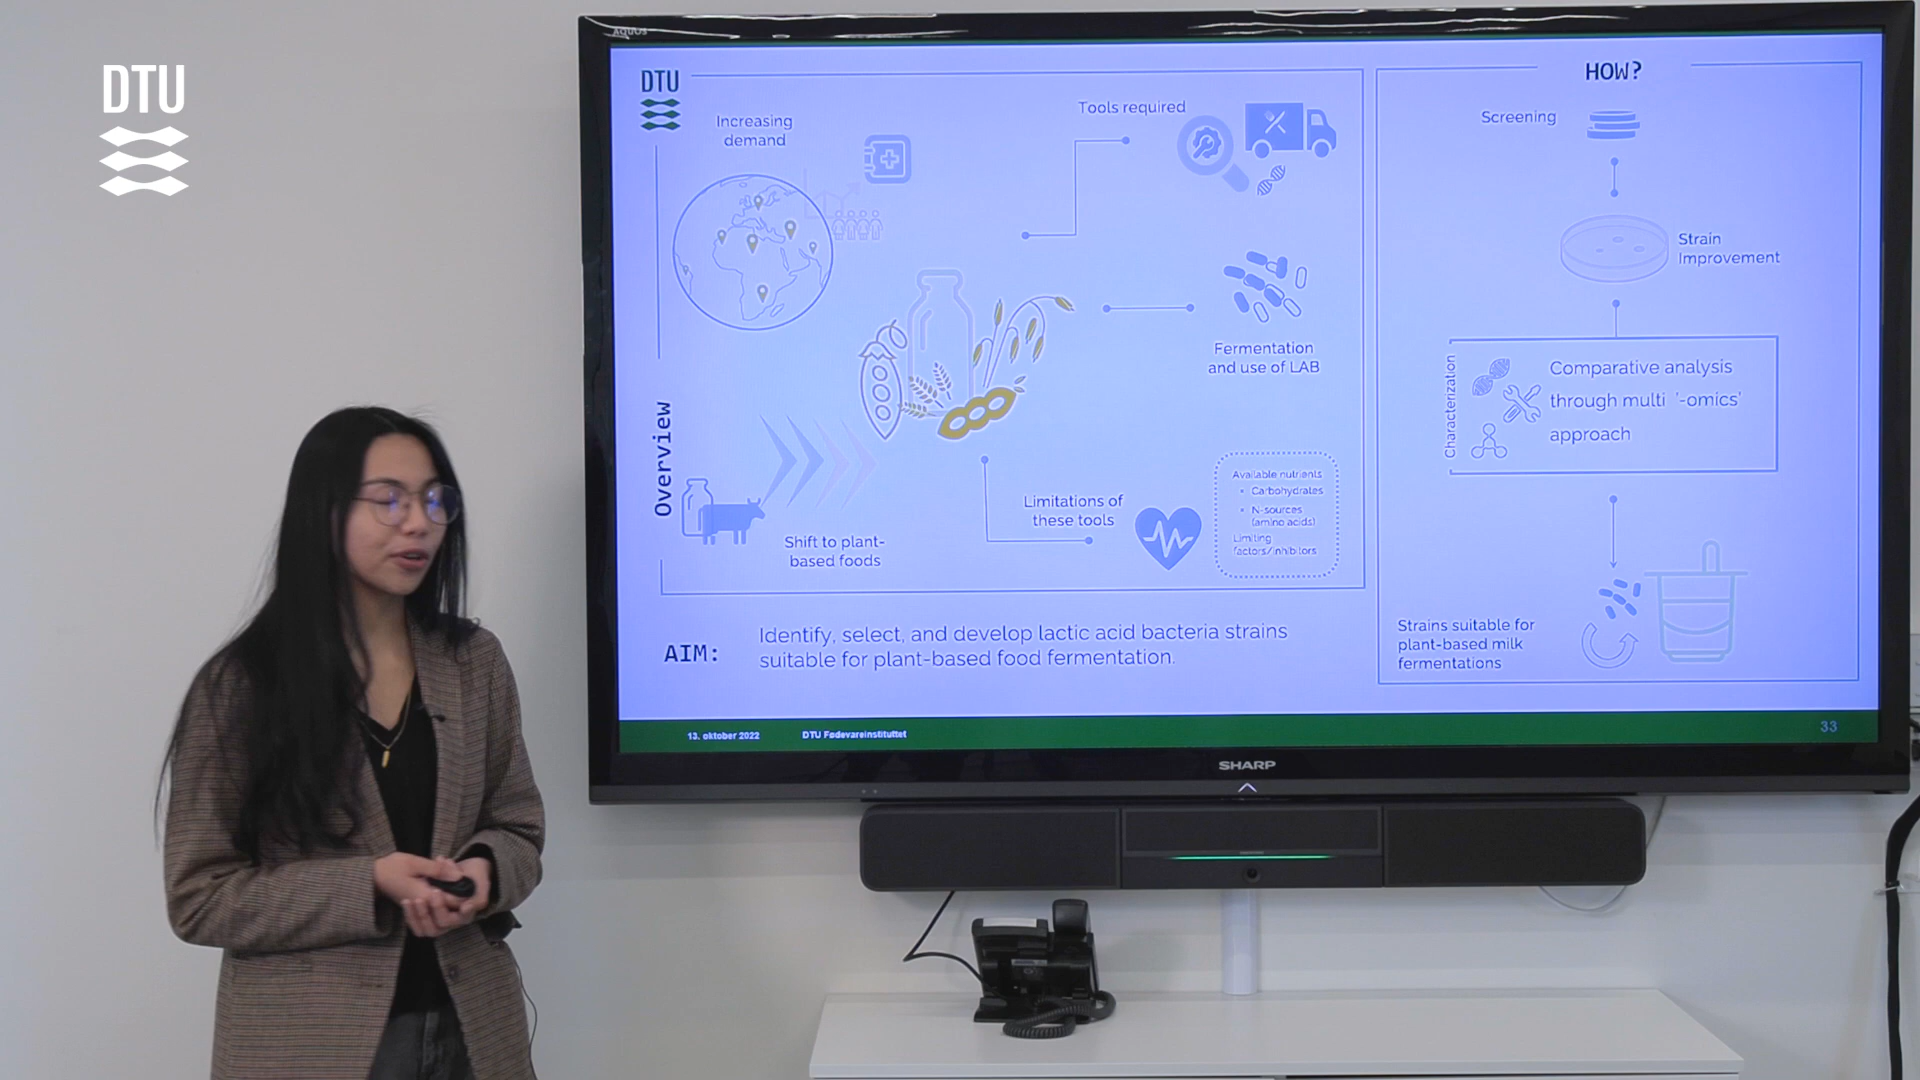 DTU
AQUOS
DTU
Increasing
demand
Tools required
Fermentation
and use of LAB
Overview
Shift to plant-
based foods
Limitations of
these tools
Available nutrients
• Carbohydrates
• N-sources
(amino acids)
Limiting
factors/inhibitors
AIM:
Identify, select, and develop lactic acid bacteria strains
suitable for plant-based food fermentation.
HOW?
Screening
Strain
Improvement
Characterization
Comparative analysis
through multi '-omics'
approach
Strains suitable for
plant-based milk
fermentations
13. oktober 2022
DTU Fødevareinstituttet
33
SHARP